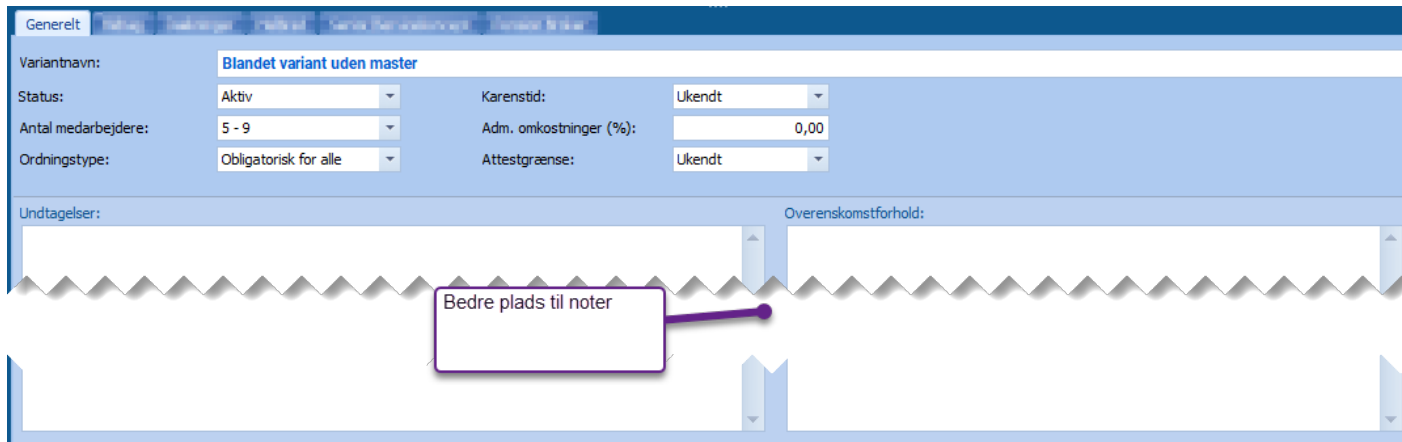 Generelt
Variantnavn: Blandet variant uden master
Status: Aktiv Karenstid: Ukendt
Antal medarbejdere: 5 - 9 Adm. omkostninger (%): 0,00
Ordningstype: Obligatorisk for alle Attestgrænse: Ukendt
Undtagelser: Overenskomstforhold:
Bedre plads til noter